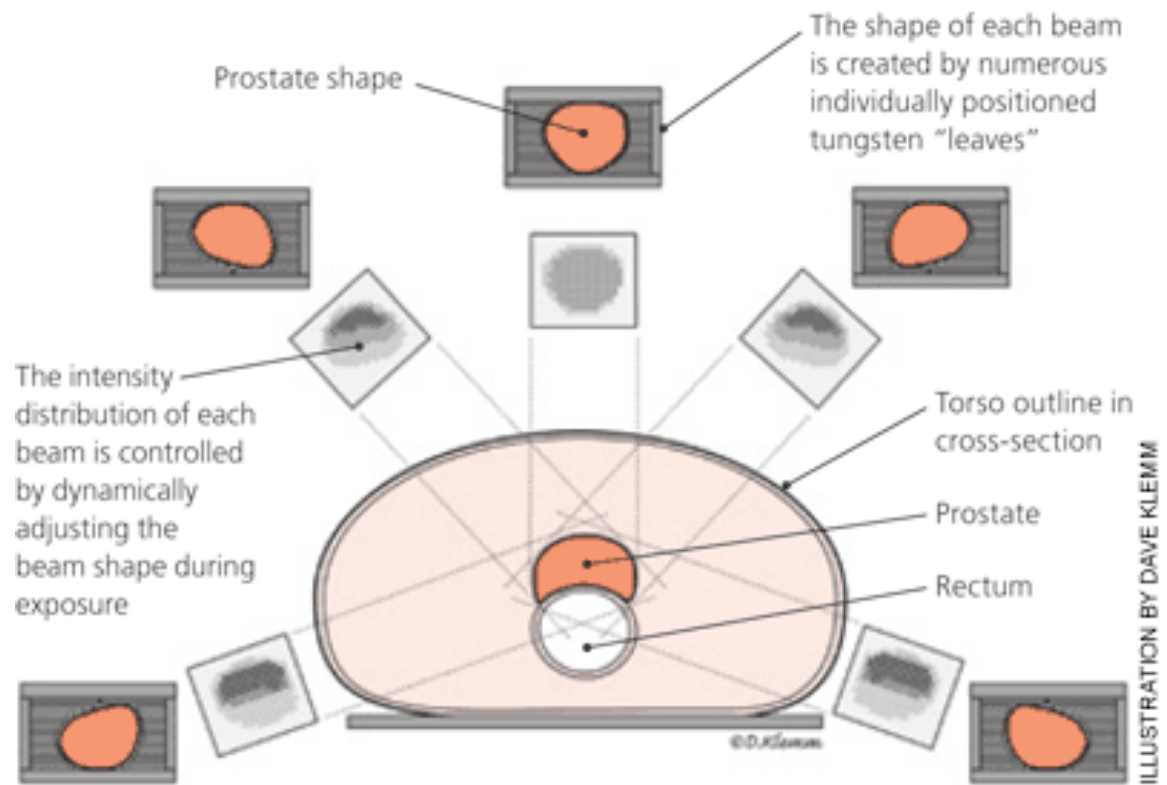 Prostate shape
The shape of each beam
is created by numerous
individually positioned
tungsten “leaves”
The intensity
distribution of each
beam is controlled
by dynamically
adjusting the
beam shape during
exposure
Torso outline in
cross-section
Prostate
Rectum
©D.Klemm
ILLUSTRATION BY DAVE KLEMM